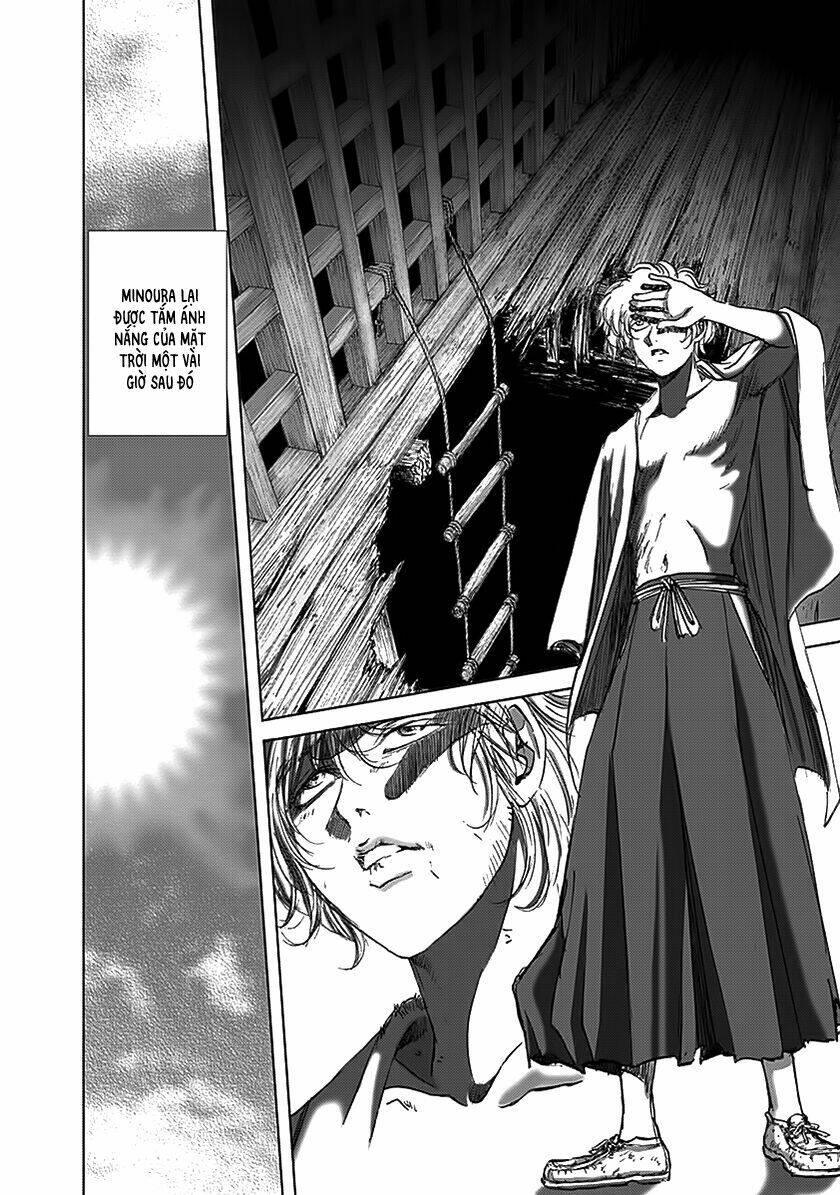 MINOURA LẠI
ĐƯỢC TẮM ÁNH
NẮNG CỦA MẶT
TRỜI MỘT VÀI
GIỜ SAU ĐÓ